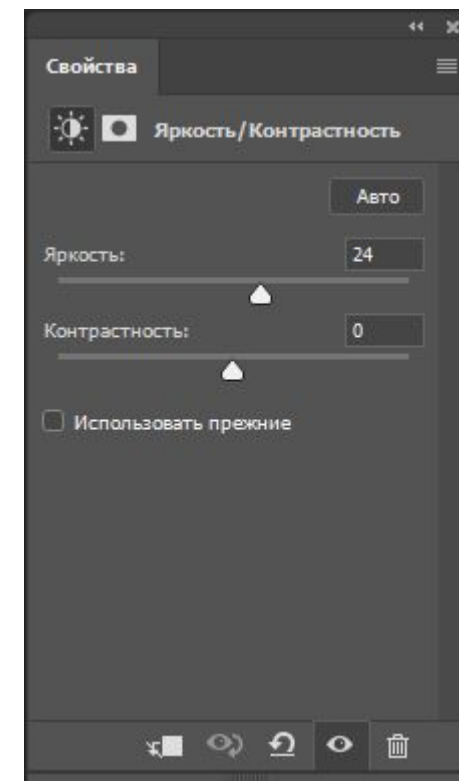 Свойства
Яркость/Контрастность
Авто
Яркость: 24
Контрастность: 0
Использовать прежние